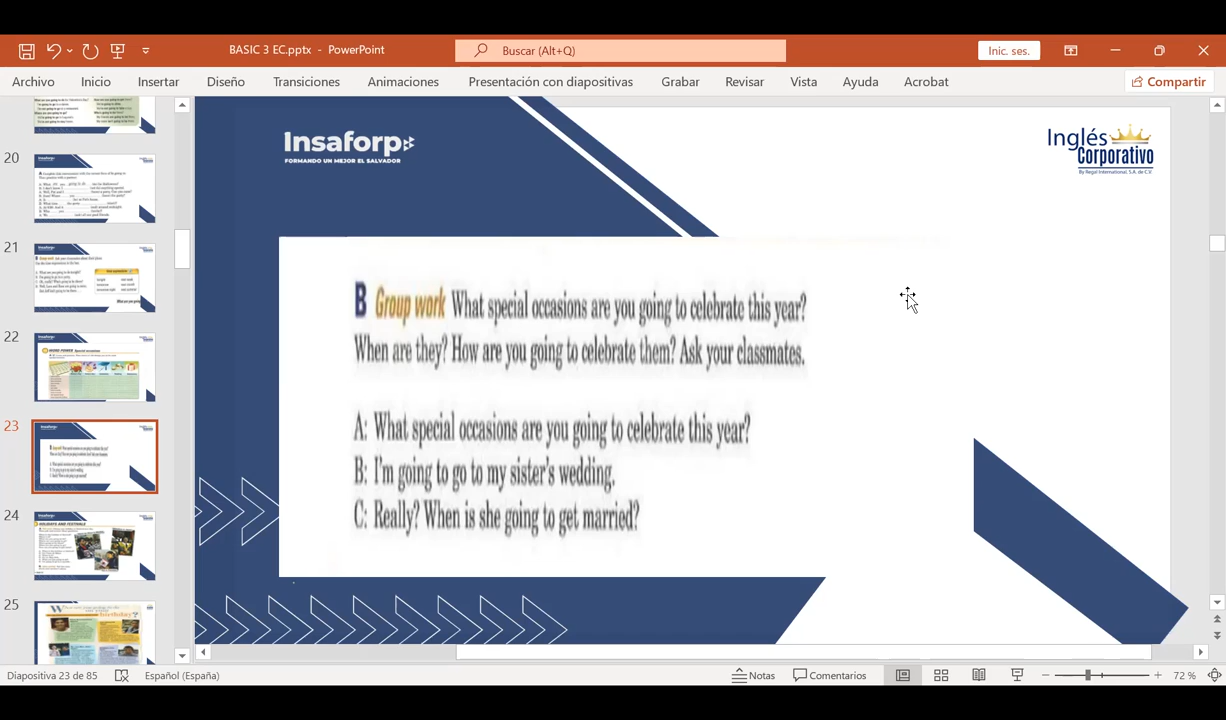 BASIC 3 EC.pptx - PowerPoint
Buscar (Alt+Q)
Inic. ses.
Archivo Inicio Insertar Diseño Transiciones Animaciones Presentación con diapositivas Grabar Revisar Vista Ayuda Acrobat Compartir
20
21
22
23
24
HOLIDAYS AND FESTIVALS
25
Insaforp
FORMANDO UN MEJOR EL SALVADOR
Inglés
Corporativo
By Regal International, S.A. de C.V.
B Group work What special occasions are you going to celebrate this year?
When are they? How are you going to celebrate them? Ask your classmates.
A: What special occasions are you going to celebrate this year?
B: I'm going to go to my sister's wedding.
C: Really? When is she going to get married?
Diapositiva 23 de 85 Español (España) Notas Comentarios 72 %